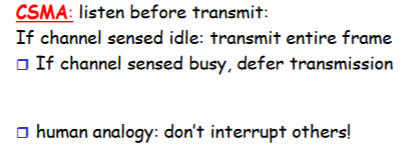 CSMA: listen before transmit:
If channel sensed idle: transmit entire frame
❒ If channel sensed busy, defer transmission
❒ human analogy: don't interrupt others!